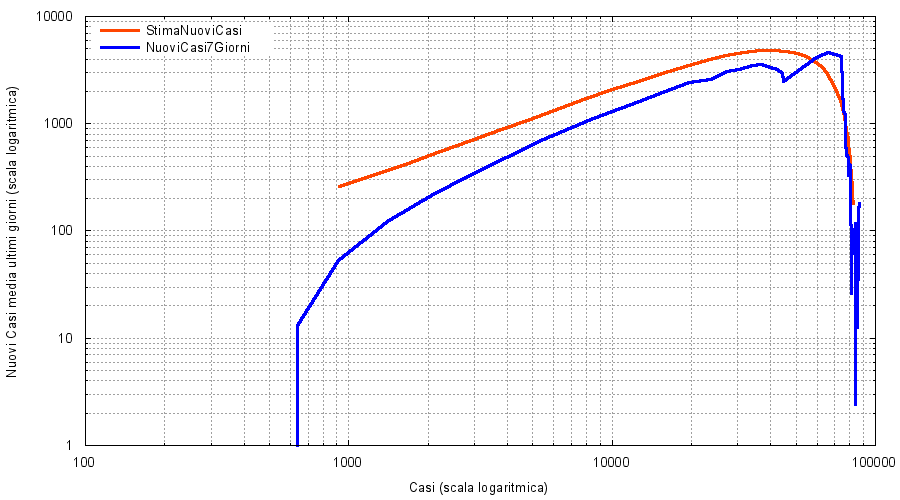 10000
StimaNuoviCasi
NuoviCasi7Giorni
1000
100
10
1
Nuovi Casi media ultimi giorni (scala logaritmica)
100
1000
10000
100000
Casi (scala logaritmica)